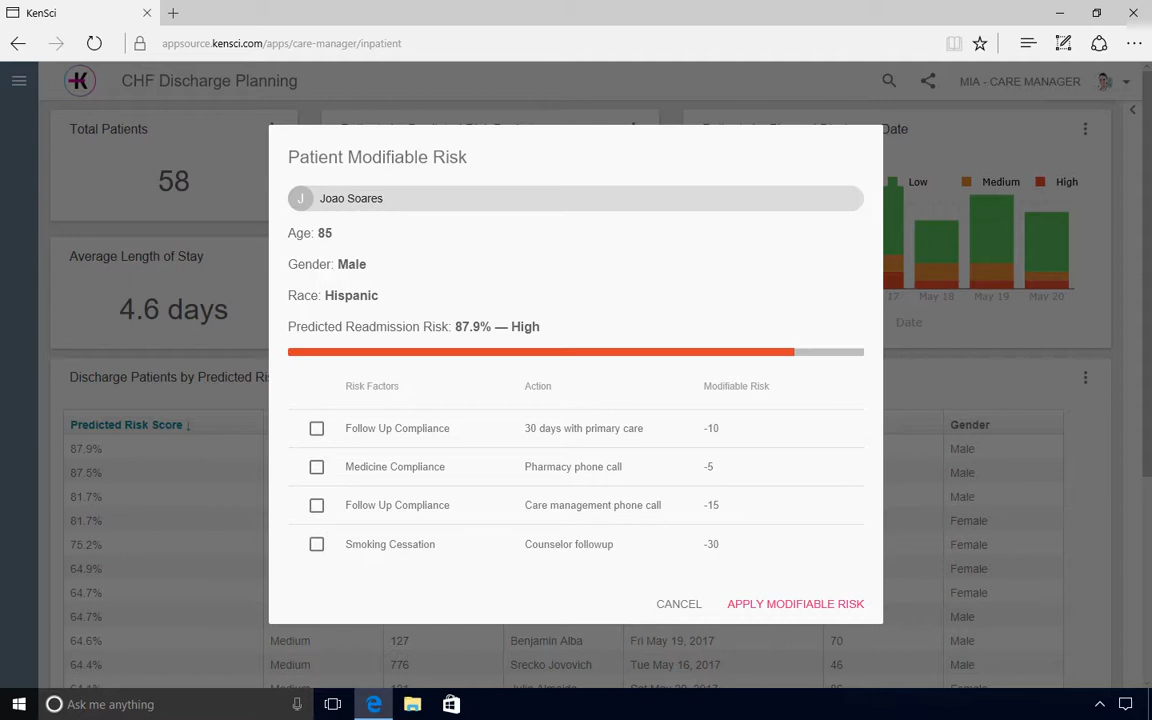 KenSci
appsource.kensci.com/apps/care-manager/inpatient
CHF Discharge Planning
MIA - CARE MANAGER
Total Patients
58
Date
Low Medium High
17 May 18 May 19 May 20
Date
Average Length of Stay
4.6 days
Patient Modifiable Risk
J Joao Soares
Age: 85
Gender: Male
Race: Hispanic
Predicted Readmission Risk: 87.9% — High
Risk Factors Action Modifiable Risk
Follow Up Compliance 30 days with primary care -10
Medicine Compliance Pharmacy phone call -5
Follow Up Compliance Care management phone call -15
Smoking Cessation Counselor followup -30
CANCEL APPLY MODIFIABLE RISK
Discharge Patients by Predicted
Predicted Risk Score ↓ Gender
87.9% Male
87.5% Male
81.7% Male
81.7% Female
75.2% Female
64.9% Female
64.7% Female
64.7% Male
64.6% Medium 127 Benjamin Alba Fri May 19, 2017 70 Male
64.4% Medium 776 Srecko Jovovich Tue May 16, 2017 46 Male
Ask me anything